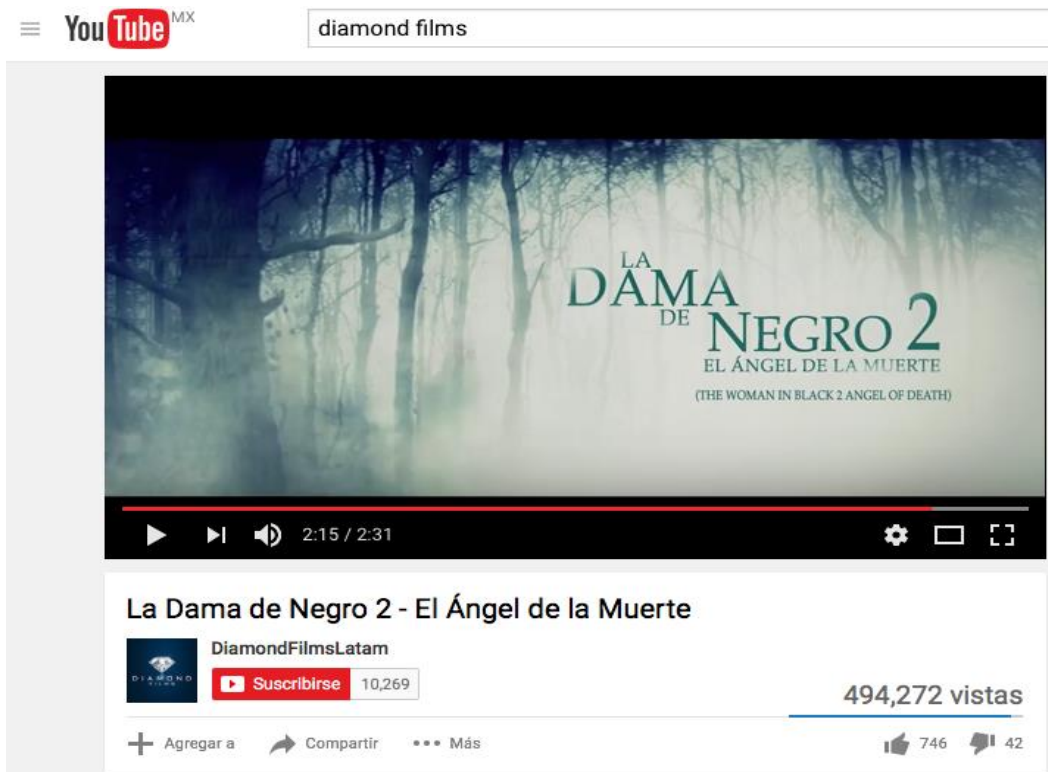 You Tube MX
diamond films
LA
DAMA
DE NEGRO 2
EL ÁNGEL DE LA MUERTE
(THE WOMAN IN BLACK 2 ANGEL OF DEATH)
2:15 / 2:31
La Dama de Negro 2 - El Ángel de la Muerte
DiamondFilmsLatam
DIAMOND
FILMS
Suscribirse 10,269
494,272 vistas
Agregar a Compartir Más
746 42